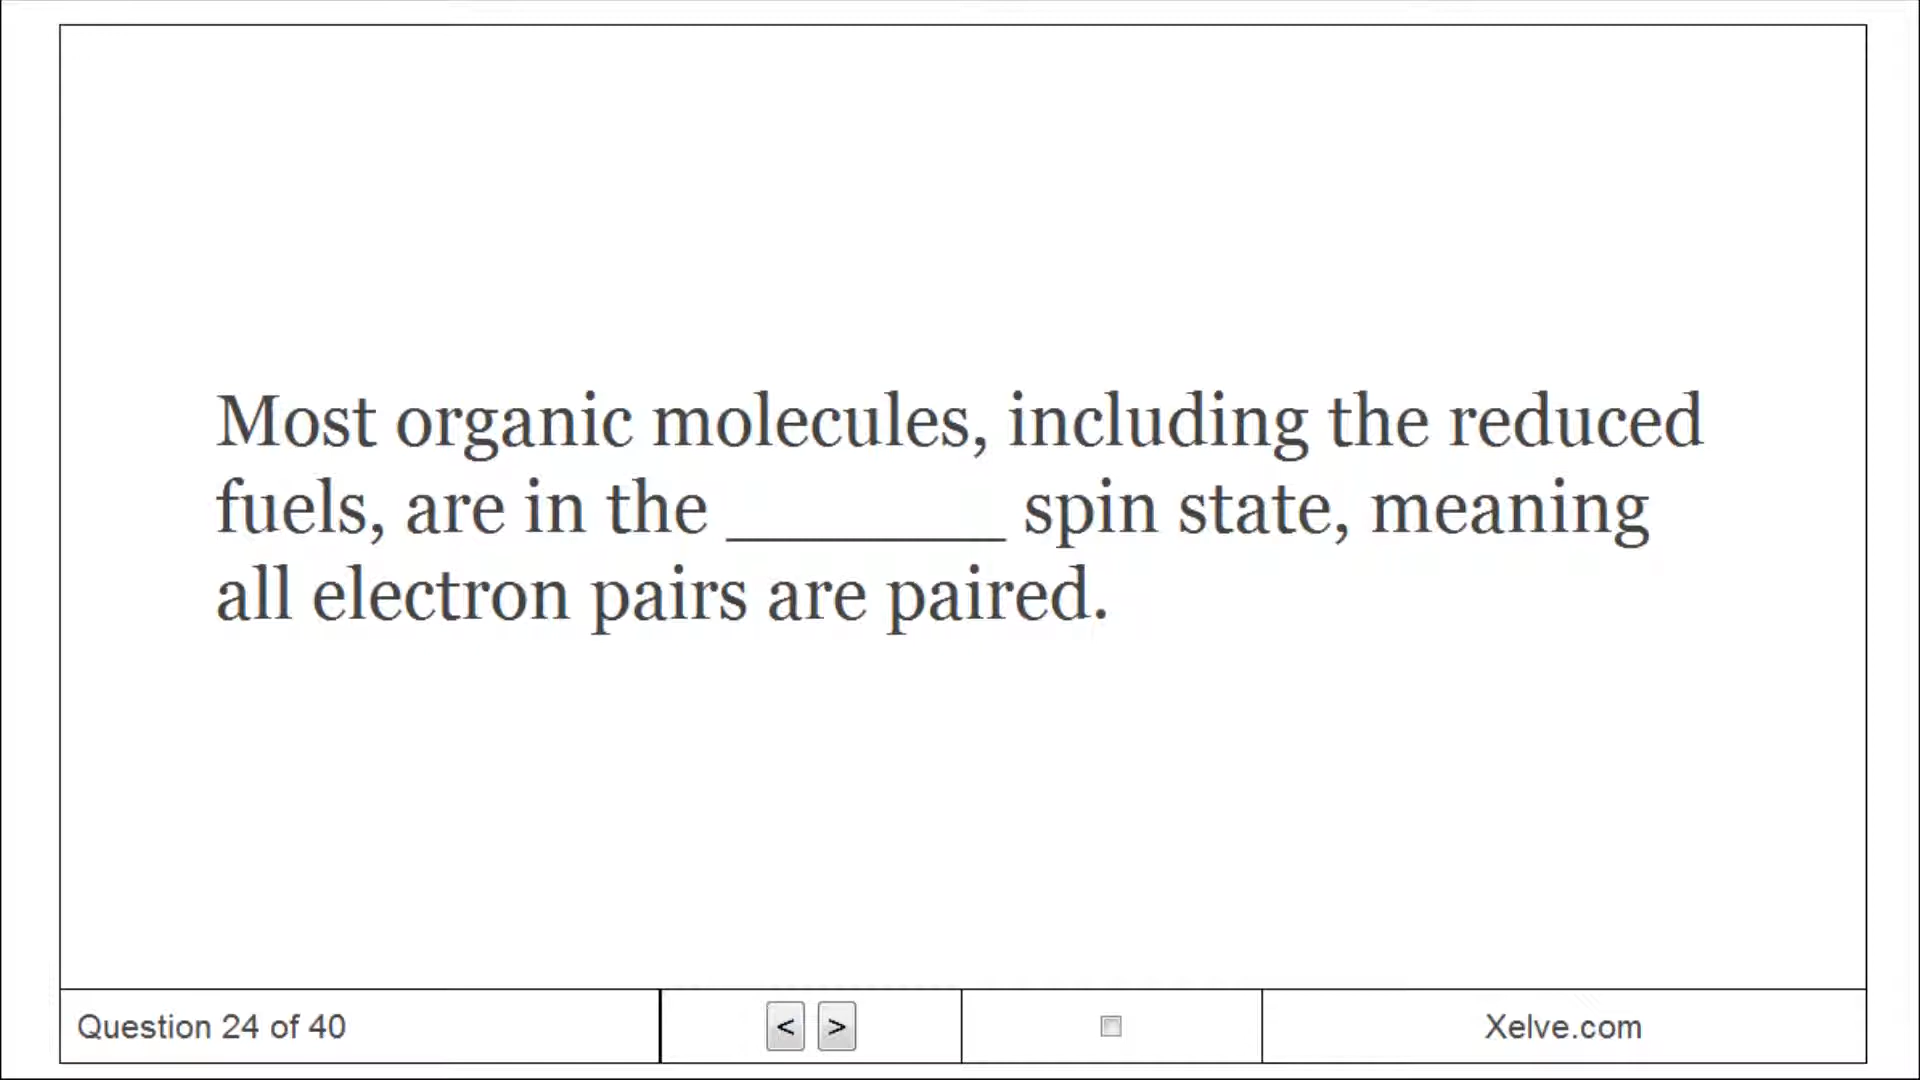 Most organic molecules, including the reduced
fuels, are in the ________ spin state, meaning
all electron pairs are paired.
Question 24 of 40
< >
Xelve.com